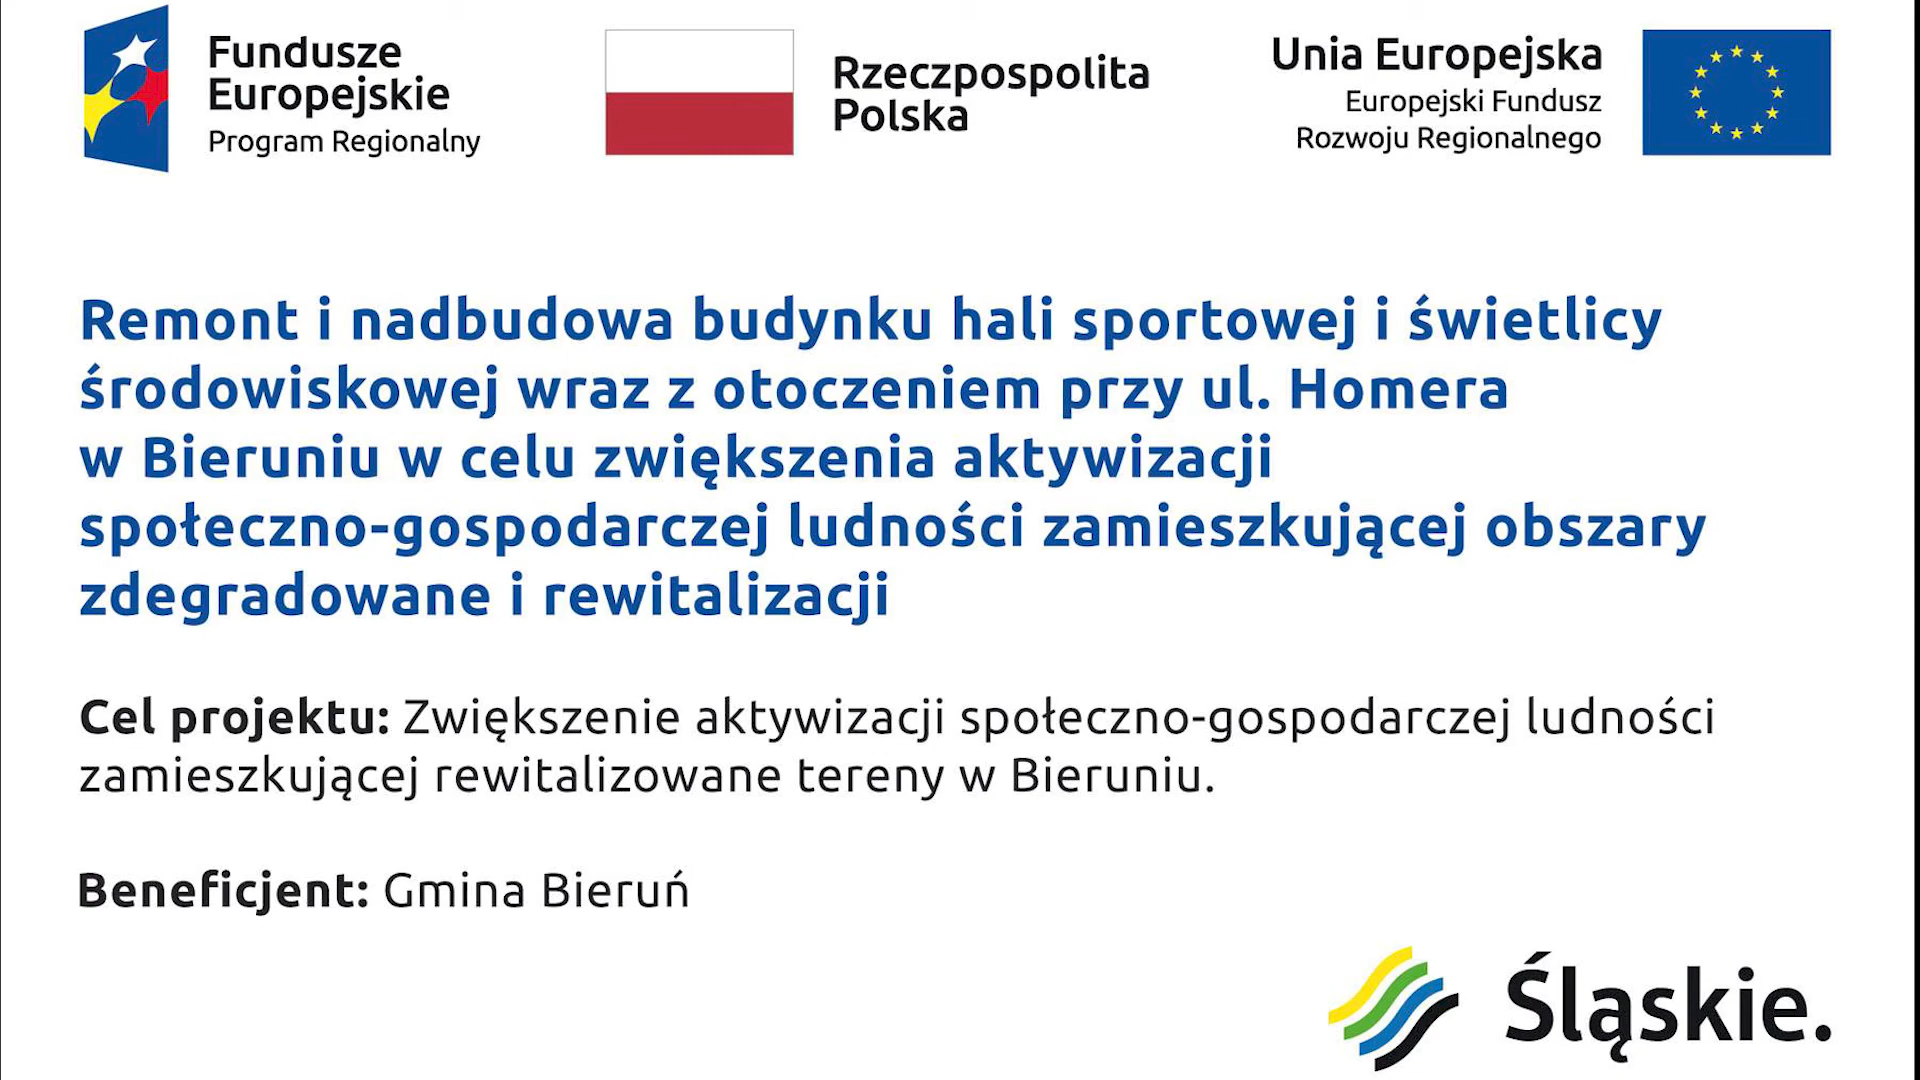 Fundusze
Europejskie
Program Regionalny
Rzeczpospolita
Polska
Unia Europejska
Europejski Fundusz
Rozwoju Regionalnego
Remont i nadbudowa budynku hali sportowej i świetlicy
środowiskowej wraz z otoczeniem przy ul. Homera
w Bieruniu w celu zwiększenia aktywizacji
społeczno-gospodarczej ludności zamieszkującej obszary
zdegradowane i rewitalizacji
Cel projektu: Zwiększenie aktywizacji społeczno-gospodarczej ludności
zamieszkującej rewitalizowane tereny w Bieruniu.
Beneficjent: Gmina Bieruń
Śląskie.